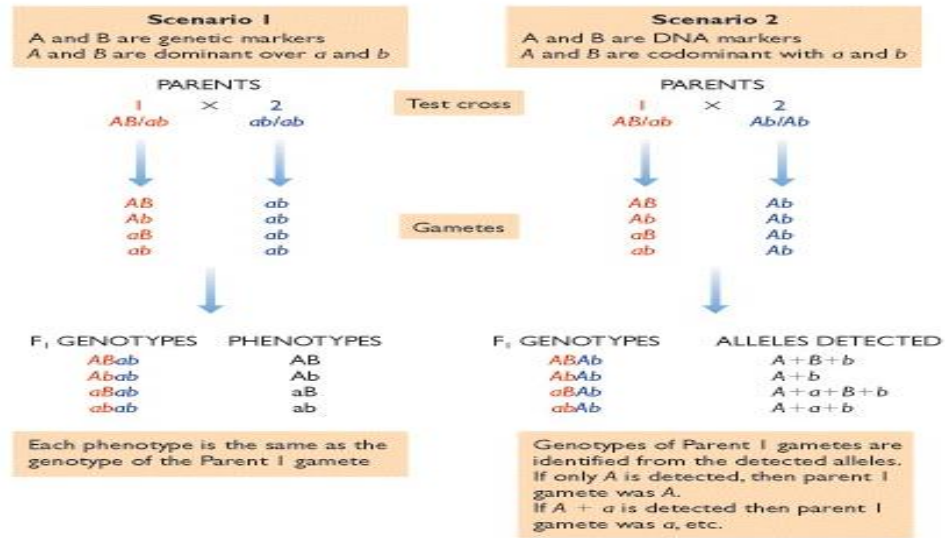 Scenario 1
A and B are genetic markers
A and B are dominant over a and b
PARENTS
1 × 2
AB/ab ab/ab
AB ab
Ab ab
aB ab
ab ab
F₁ GENOTYPES PHENOTYPES
ABab AB
Abab Ab
aBab aB
abab ab
Each phenotype is the same as the
genotype of the Parent 1 gamete
Test cross
Gametes
Scenario 2
A and B are DNA markers
A and B are codominant with a and b
PARENTS
1 × 2
AB/ab Ab/Ab
AB Ab
Ab Ab
aB Ab
ab Ab
F₁ GENOTYPES ALLELES DETECTED
ABAb A + B + b
AbAb A + b
aBAb A + a + B + b
abAb A + a + b
Genotypes of Parent 1 gametes are
identified from the detected alleles.
If only A is detected, then parent 1
gamete was A.
If A + a is detected then parent 1
gamete was a, etc.